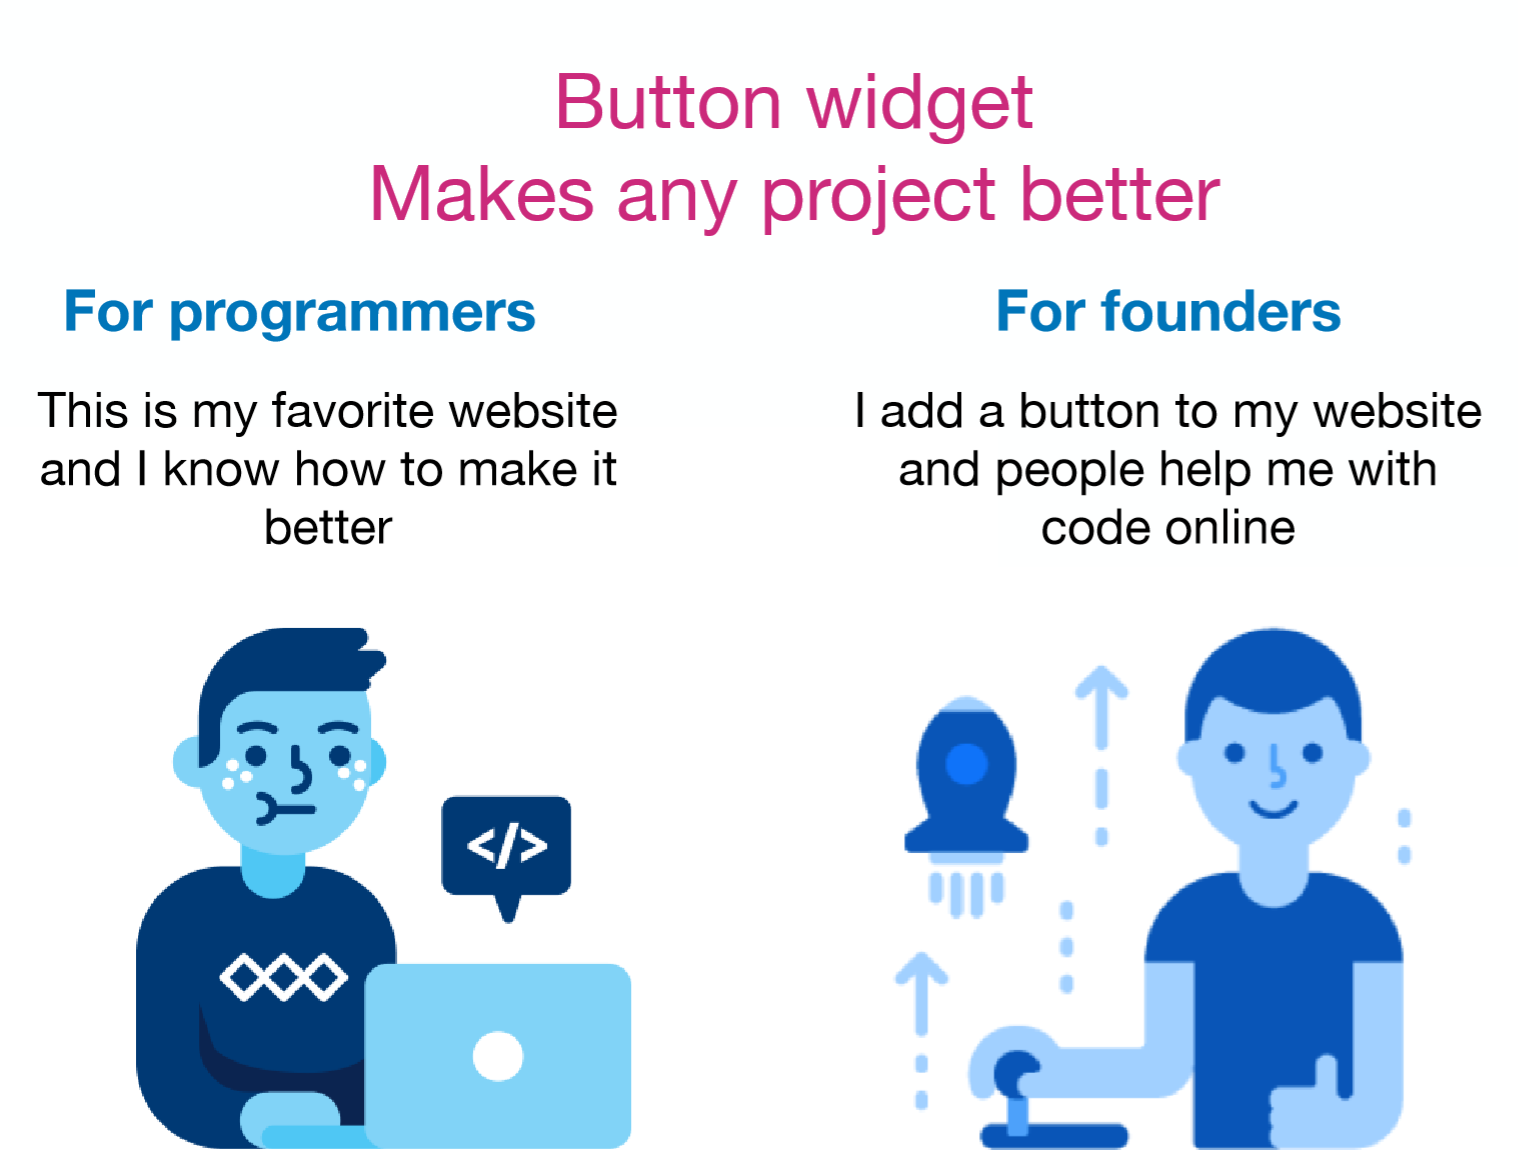 Button widget
Makes any project better
For programmers
This is my favorite website
and I know how to make it
better
For founders
I add a button to my website
and people help me with
code online
</>